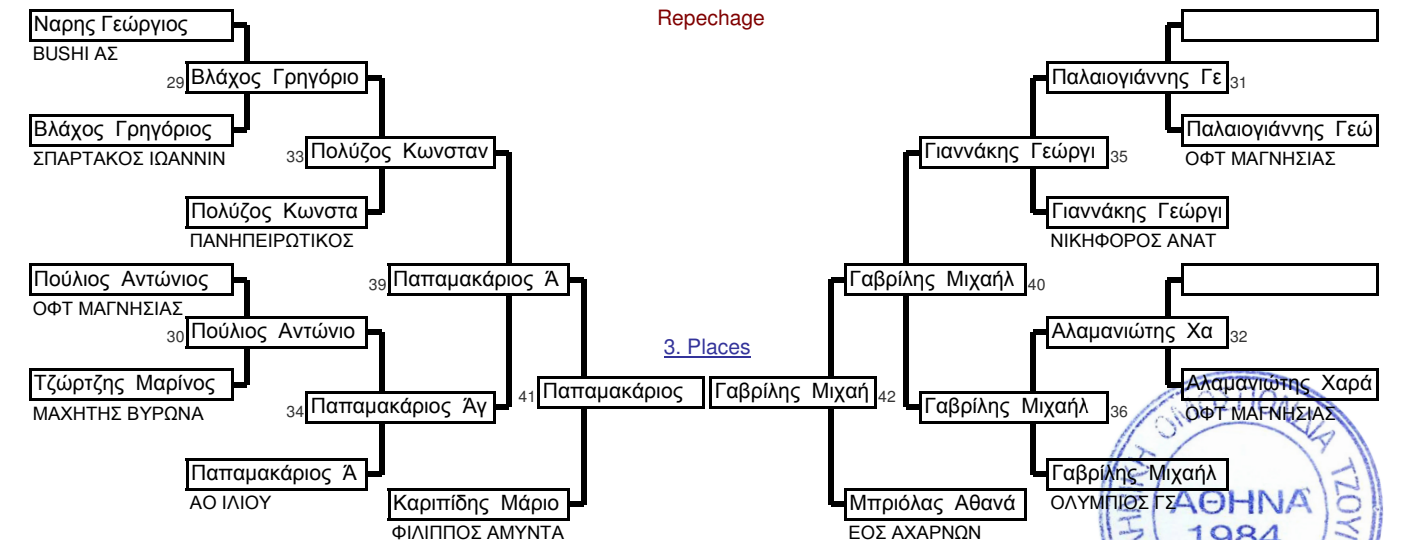 Repechage
Ναρης Γεώργιος
BUSHI ΑΣ
29
Βλάχος Γρηγόριο
Βλάχος Γρηγόριος
ΣΠΑΡΤΑΚΟΣ ΙΩΑΝΝΙΝ
33
Πολύζος Κωνσταν
Πολύζος Κωνστα
ΠΑΝΗΠΕΙΡΩΤΙΚΟΣ
Πούλιος Αντώνιος
ΟΦΤ ΜΑΓΝΗΣΙΑΣ
39
Παπαμακάριος Ά
30
Πούλιος Αντώνιο
Τζώρτζης Μαρίνος
ΜΑΧΗΤΗΣ ΒΥΡΩΝΑ
34
Παπαμακάριος Άγ
Παπαμακάριος Ά
ΑΟ ΙΛΙΟΥ
Καριπίδης Μάριο
ΦΙΛΙΠΠΟΣ ΑΜΥΝΤΑ
3. Places
41
Παπαμακάριος
Γαβρίλης Μιχαή
42
Παλαιογιάννης Γε
31
Παλαιογιάννης Γεώ
ΟΦΤ ΜΑΓΝΗΣΙΑΣ
Γιαννάκης Γεώργι
35
Γιαννάκης Γεώργι
ΝΙΚΗΦΟΡΟΣ ΑΝΑΤ
Γαβρίλης Μιχαήλ
40
Αλαμανιώτης Χα
32
Αλαμανιώτης Χαρά
ΟΦΤ ΜΑΓΝΗΣΙΑΣ
Γαβρίλης Μιχαήλ
36
Γαβρίλης Μιχαήλ
ΟΛΥΜΠΙΟΣ ΓΣ
Μπριόλας Αθανά
ΕΟΣ ΑΧΑΡΝΩΝ
ΑΘΗΝΑ
1984